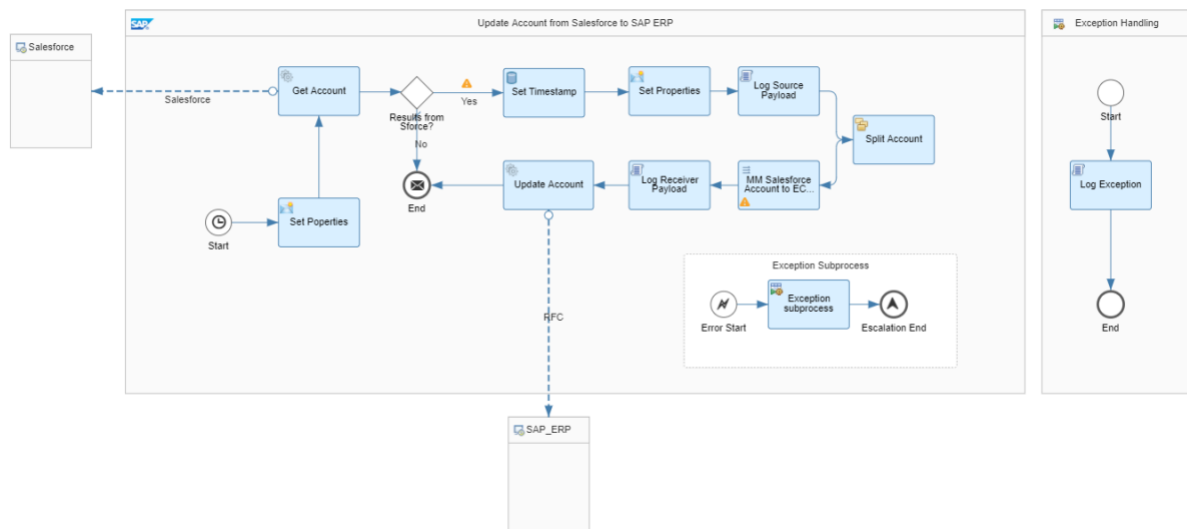 SAP
Update Account from Salesforce to SAP ERP
Exception Handling
Salesforce
Salesforce
Get Account
Results from
Sforce?
Yes
No
Set Timestamp
Set Properties
Log Source
Payload
Split Account
Start
Set Poperties
End
Update Account
Log Receiver
Payload
MM Salesforce
Account to EC...
Exception Subprocess
Error Start
Exception
subprocess
Escalation End
RFC
SAP_ERP
Start
Log Exception
End